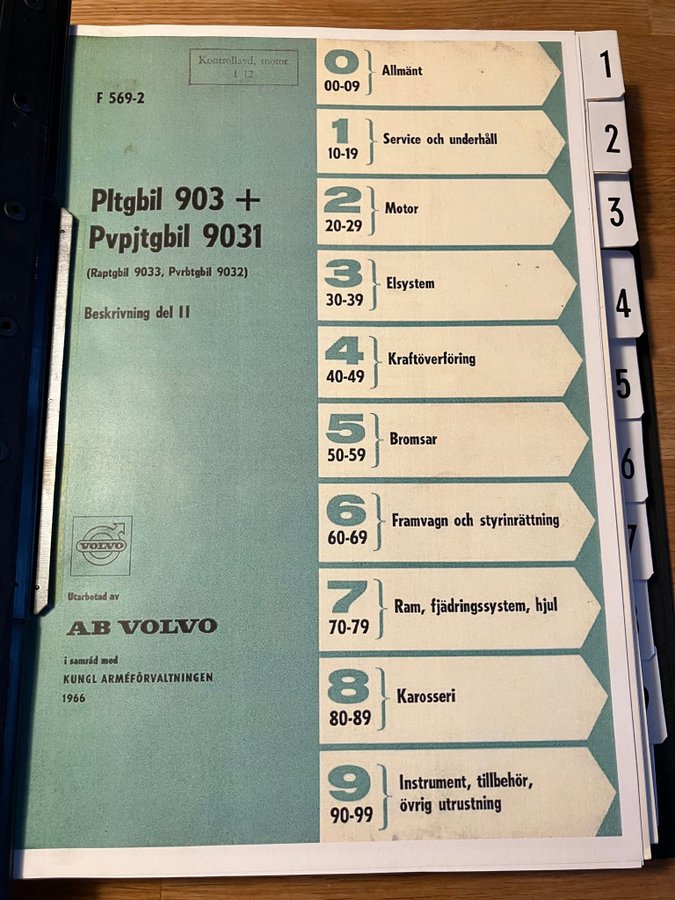 Kontrollavd, motor
1 12
F 569-2
Pltgbil 903 +
Pvpjtgbil 9031
(Raptgbil 9033, Pvrbtgbil 9032)
Beskrivning del II
VOLVO
Utarbetad av
AB VOLVO
i samråd med
KUNGL ARMÉFÖRVALTNINGEN
1966
0
00-09
Allmänt
1
10-19
Service och underhåll
2
20-29
Motor
3
30-39
Elsystem
4
40-49
Kraftöverföring
5
50-59
Bromsar
6
60-69
Framvagn och styrinrättning
7
70-79
Ram, fjädringssystem, hjul
8
80-89
Karosseri
9
90-99
Instrument, tillbehör,
övrig utrustning
1
2
3
4
5
6
7